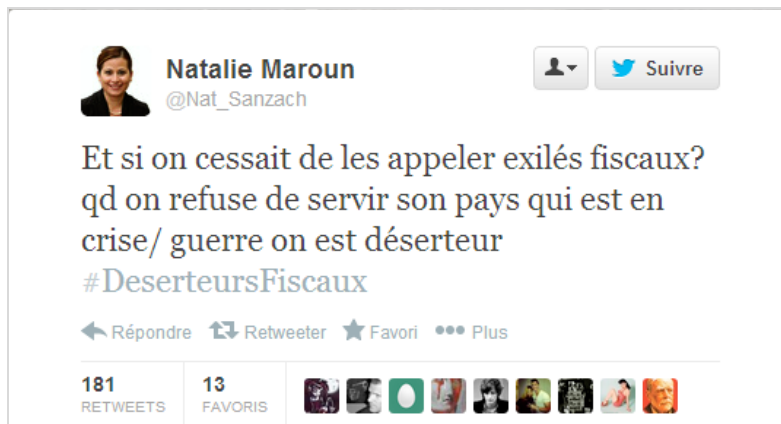 Natalie Maroun
@Nat_Sanzach
Suivre
Et si on cessait de les appeler exilés fiscaux?
qd on refuse de servir son pays qui est en
crise/ guerre on est déserteur
#DeserteursFiscaux
Répondre Retweeter Favori Plus
181 13
RETWEETS FAVORIS